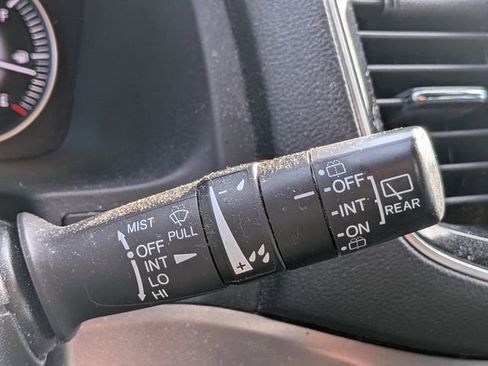 F
E
MIST
PULL
OFF
INT
LO
HI
- 
+
OFF
INT
ON
REAR